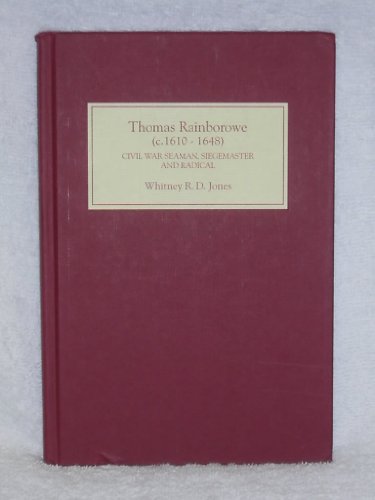 Thomas Rainborowe
(c.1610 - 1648)
CIVIL WAR SEAMAN, SIEGEMASTER
AND RADICAL
Whitney R. D. Jones